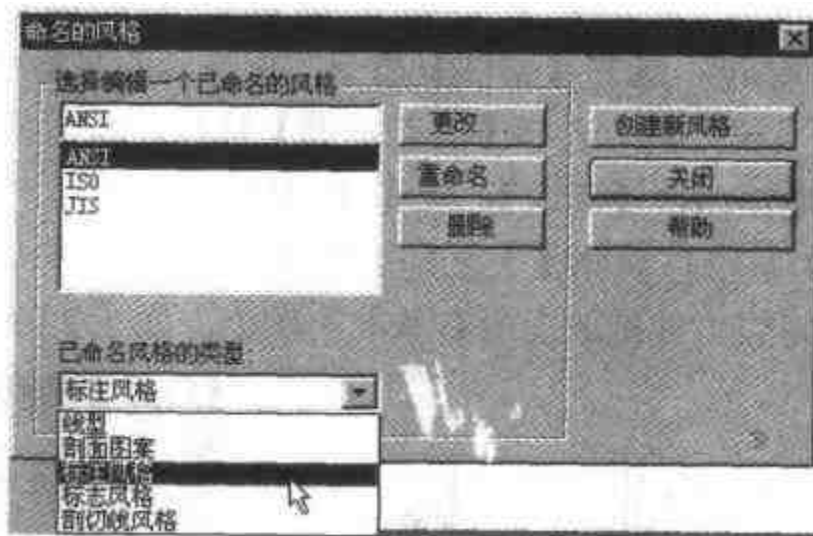 命名的风格
选择编辑一个已命名的风格
ANSI
ANSI
ISO
JIS
更改...
重命名...
删除
创建新风格...
关闭
帮助
已命名风格的类型:
标注风格
线型
剖面图案
标注风格
标志风格
剖切线风格